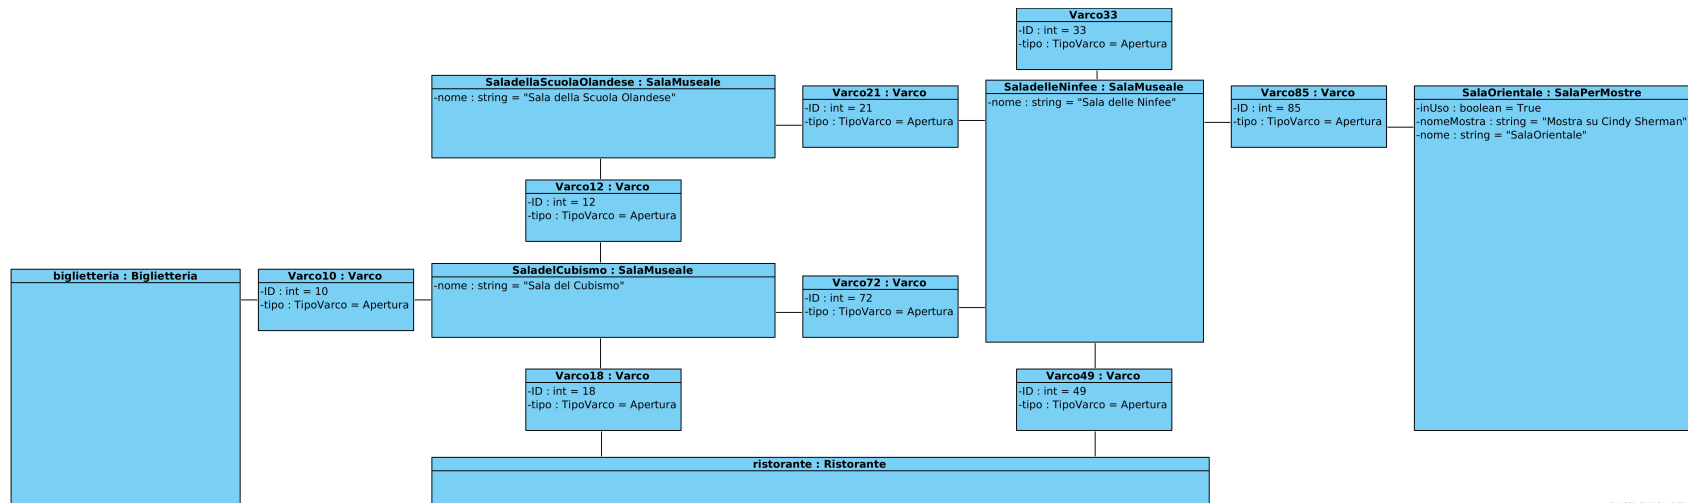 Varco33
-ID : int = 33
-tipo : TipoVarco = Apertura
SaladellaScuolaOlandese : SalaMuseale
-nome : string = "Sala della Scuola Olandese"
Varco21 : Varco
-ID : int = 21
-tipo : TipoVarco = Apertura
SaladelleNinfee : SalaMuseale
-nome : string = "Sala delle Ninfee"
Varco85 : Varco
-ID : int = 85
-tipo : TipoVarco = Apertura
SalaOrientale : SalaPerMostre
-inUso : boolean = True
-nomeMostra : string = "Mostra su Cindy Sherman"
-nome : string = "SalaOrientale"
Varco12 : Varco
-ID : int = 12
-tipo : TipoVarco = Apertura
biglietteria : Biglietteria
Varco10 : Varco
-ID : int = 10
-tipo : TipoVarco = Apertura
SaladelCubismo : SalaMuseale
-nome : string = "Sala del Cubismo"
Varco72 : Varco
-ID : int = 72
-tipo : TipoVarco = Apertura
Varco18 : Varco
-ID : int = 18
-tipo : TipoVarco = Apertura
Varco49 : Varco
-ID : int = 49
-tipo : TipoVarco = Apertura
ristorante : Ristorante